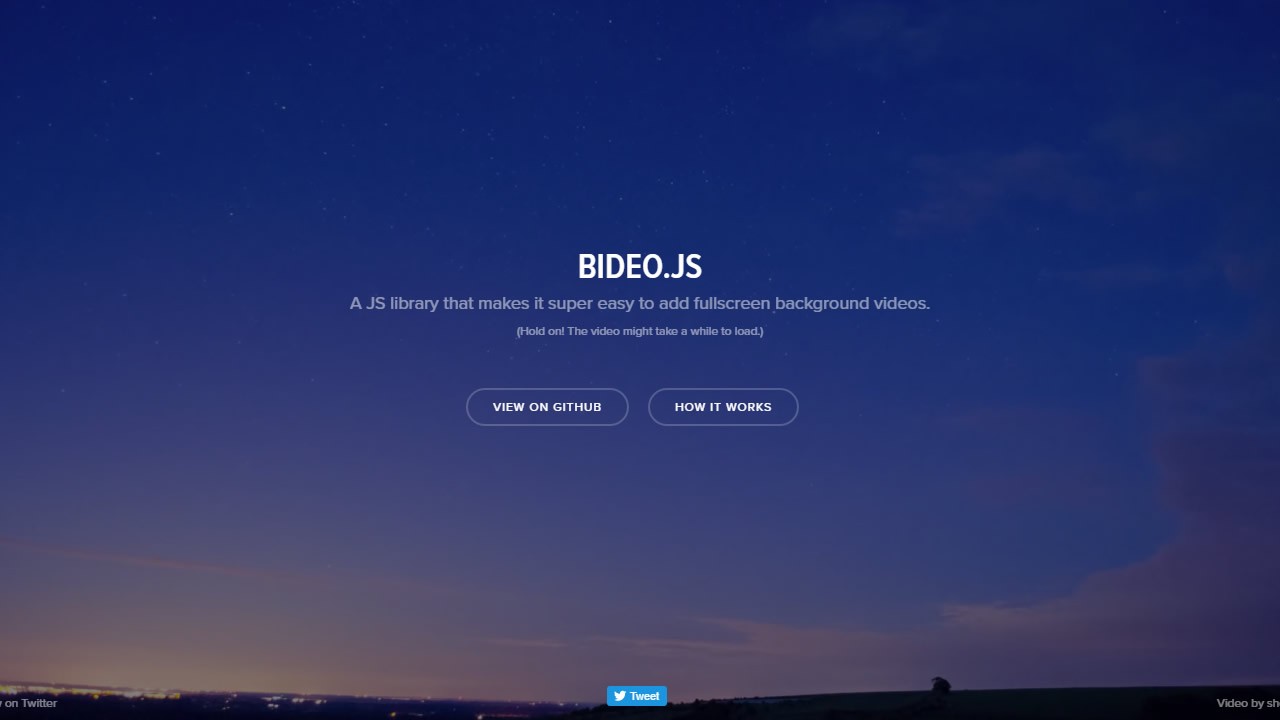 BIDEO.JS
A JS library that makes it super easy to add fullscreen background videos.
(Hold on! The video might take a while to load.)
VIEW ON GITHUB
HOW IT WORKS
Tweet
on Twitter
Video by